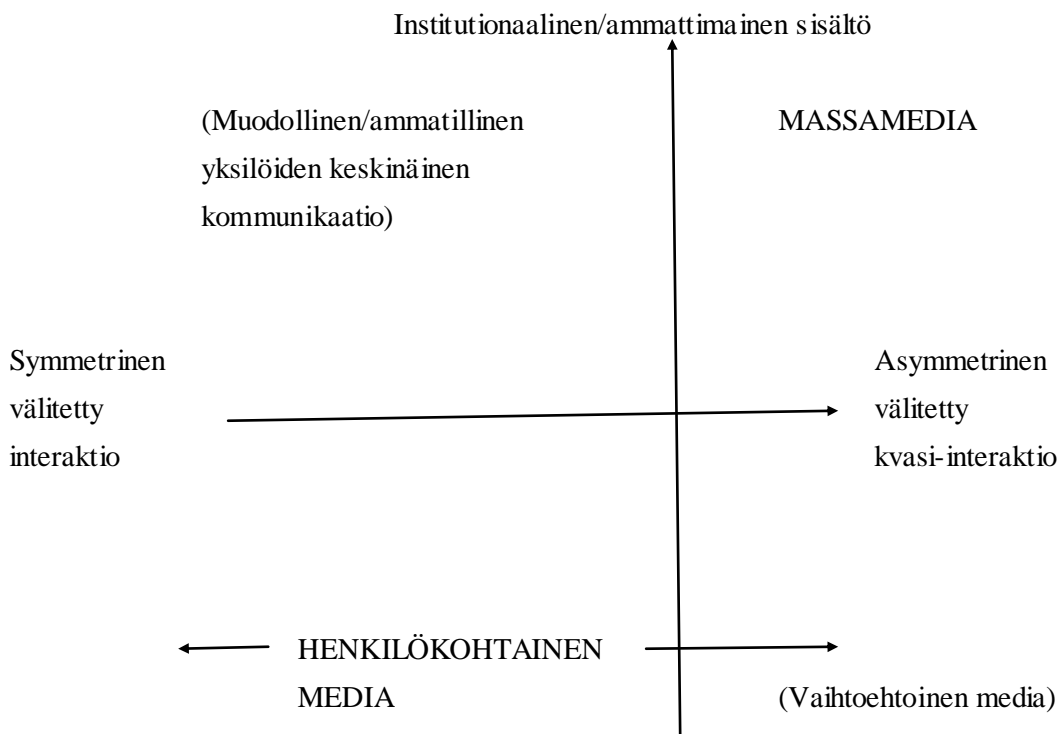 Institutionaalinen/ammattimainen sisältö
(Muodollinen/ammatillinen
yksilöiden keskinäinen
kommunikaatio)
MASSAMEDIA
Symmetrinen
välitetty
interaktio
Asymmetrinen
välitetty
kvasi-interaktio
HENKILÖKOHTAINEN
MEDIA
(Vaihtoehtoinen media)